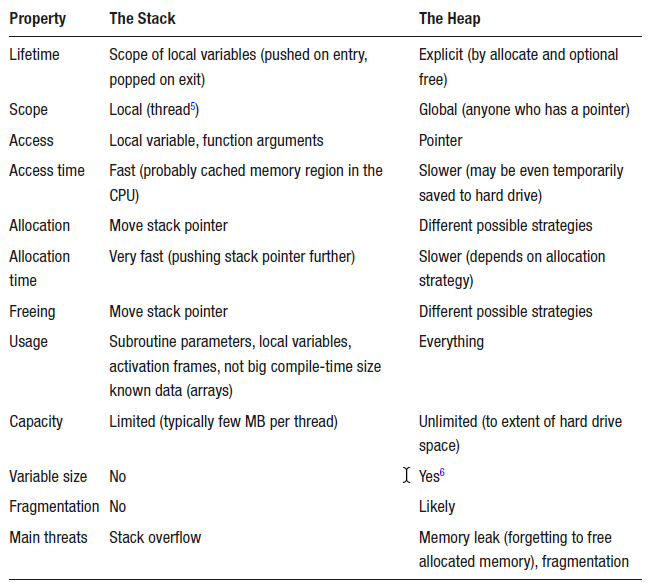 Property The Stack The Heap
Lifetime Scope of local variables (pushed on entry, Explicit (by allocate and optional
popped on exit) free)
Scope Local (thread5) Global (anyone who has a pointer)
Access Local variable, function arguments Pointer
Access time Fast (probably cached memory region in the Slower (may be even temporarily
CPU) saved to hard drive)
Allocation Move stack pointer Different possible strategies
Allocation Very fast (pushing stack pointer further) Slower (depends on allocation
time strategy)
Freeing Move stack pointer Different possible strategies
Usage Subroutine parameters, local variables, Everything
activation frames, not big compile-time size
known data (arrays)
Capacity Limited (typically few MB per thread) Unlimited (to extent of hard drive
space)
Variable size No Yes6
Fragmentation No Likely
Main threats Stack overflow Memory leak (forgetting to free
allocated memory), fragmentation